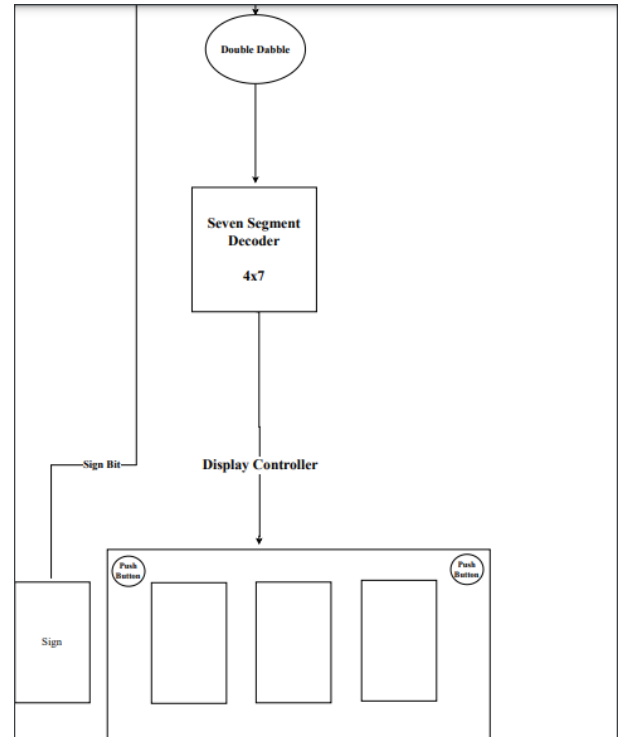 Double Dabble
Seven Segment
Decoder
4x7
Sign Bit
Display Controller
Push
Button
Push
Button
Sign